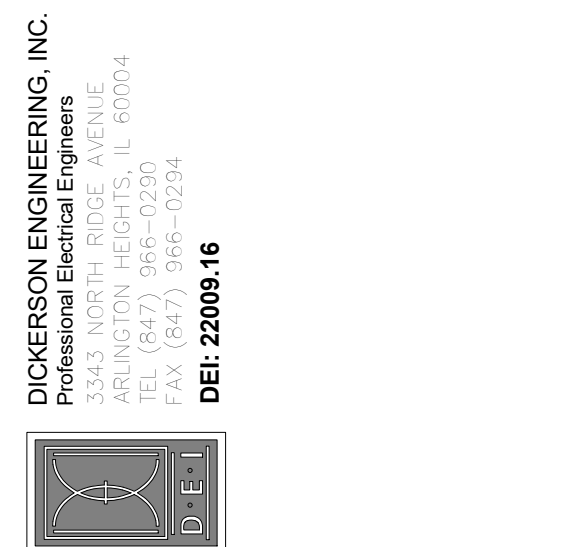 DICKERSON ENGINEERING, INC.
Professional Electrical Engineers
3343 NORTH RIDGE AVENUE
ARLINGTON HEIGHTS, IL 60004
TEL (847) 966-0290
FAX (847) 966-0294
DEI: 22009.16
D·E·I